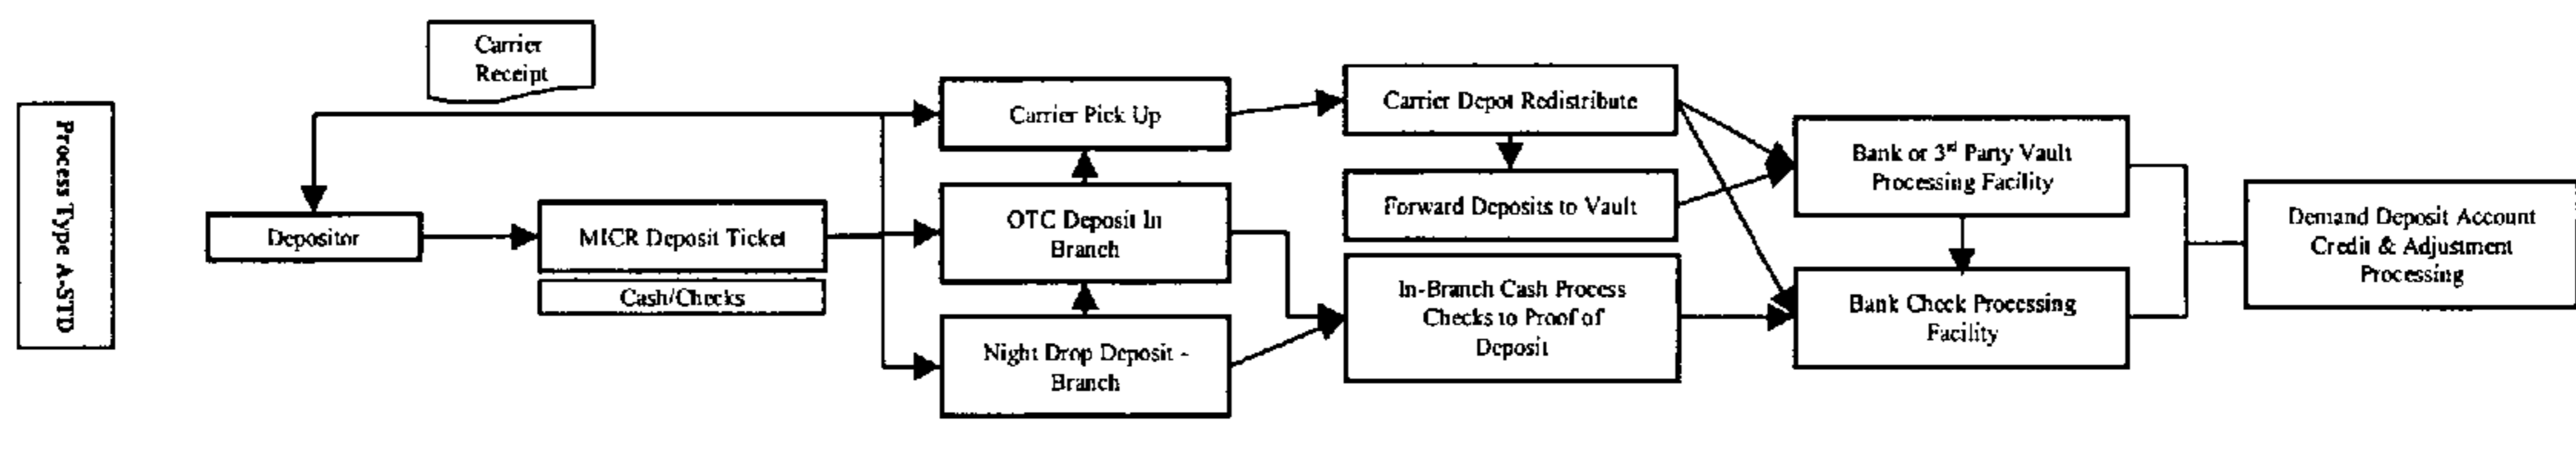 Process Type A-STD
Carrier
Receipt
Depositor
MICR Deposit Ticket
Cash/Checks
Carrier Pick Up
OTC Deposit In
Branch
Night Drop Deposit -
Branch
Carrier Depot Redistribute
Forward Deposits to Vault
In-Branch Cash Process
Checks to Proof of
Deposit
Bank or 3rd Party Vault
Processing Facility
Bank Check Processing
Facility
Demand Deposit Account
Credit & Adjustment
Processing